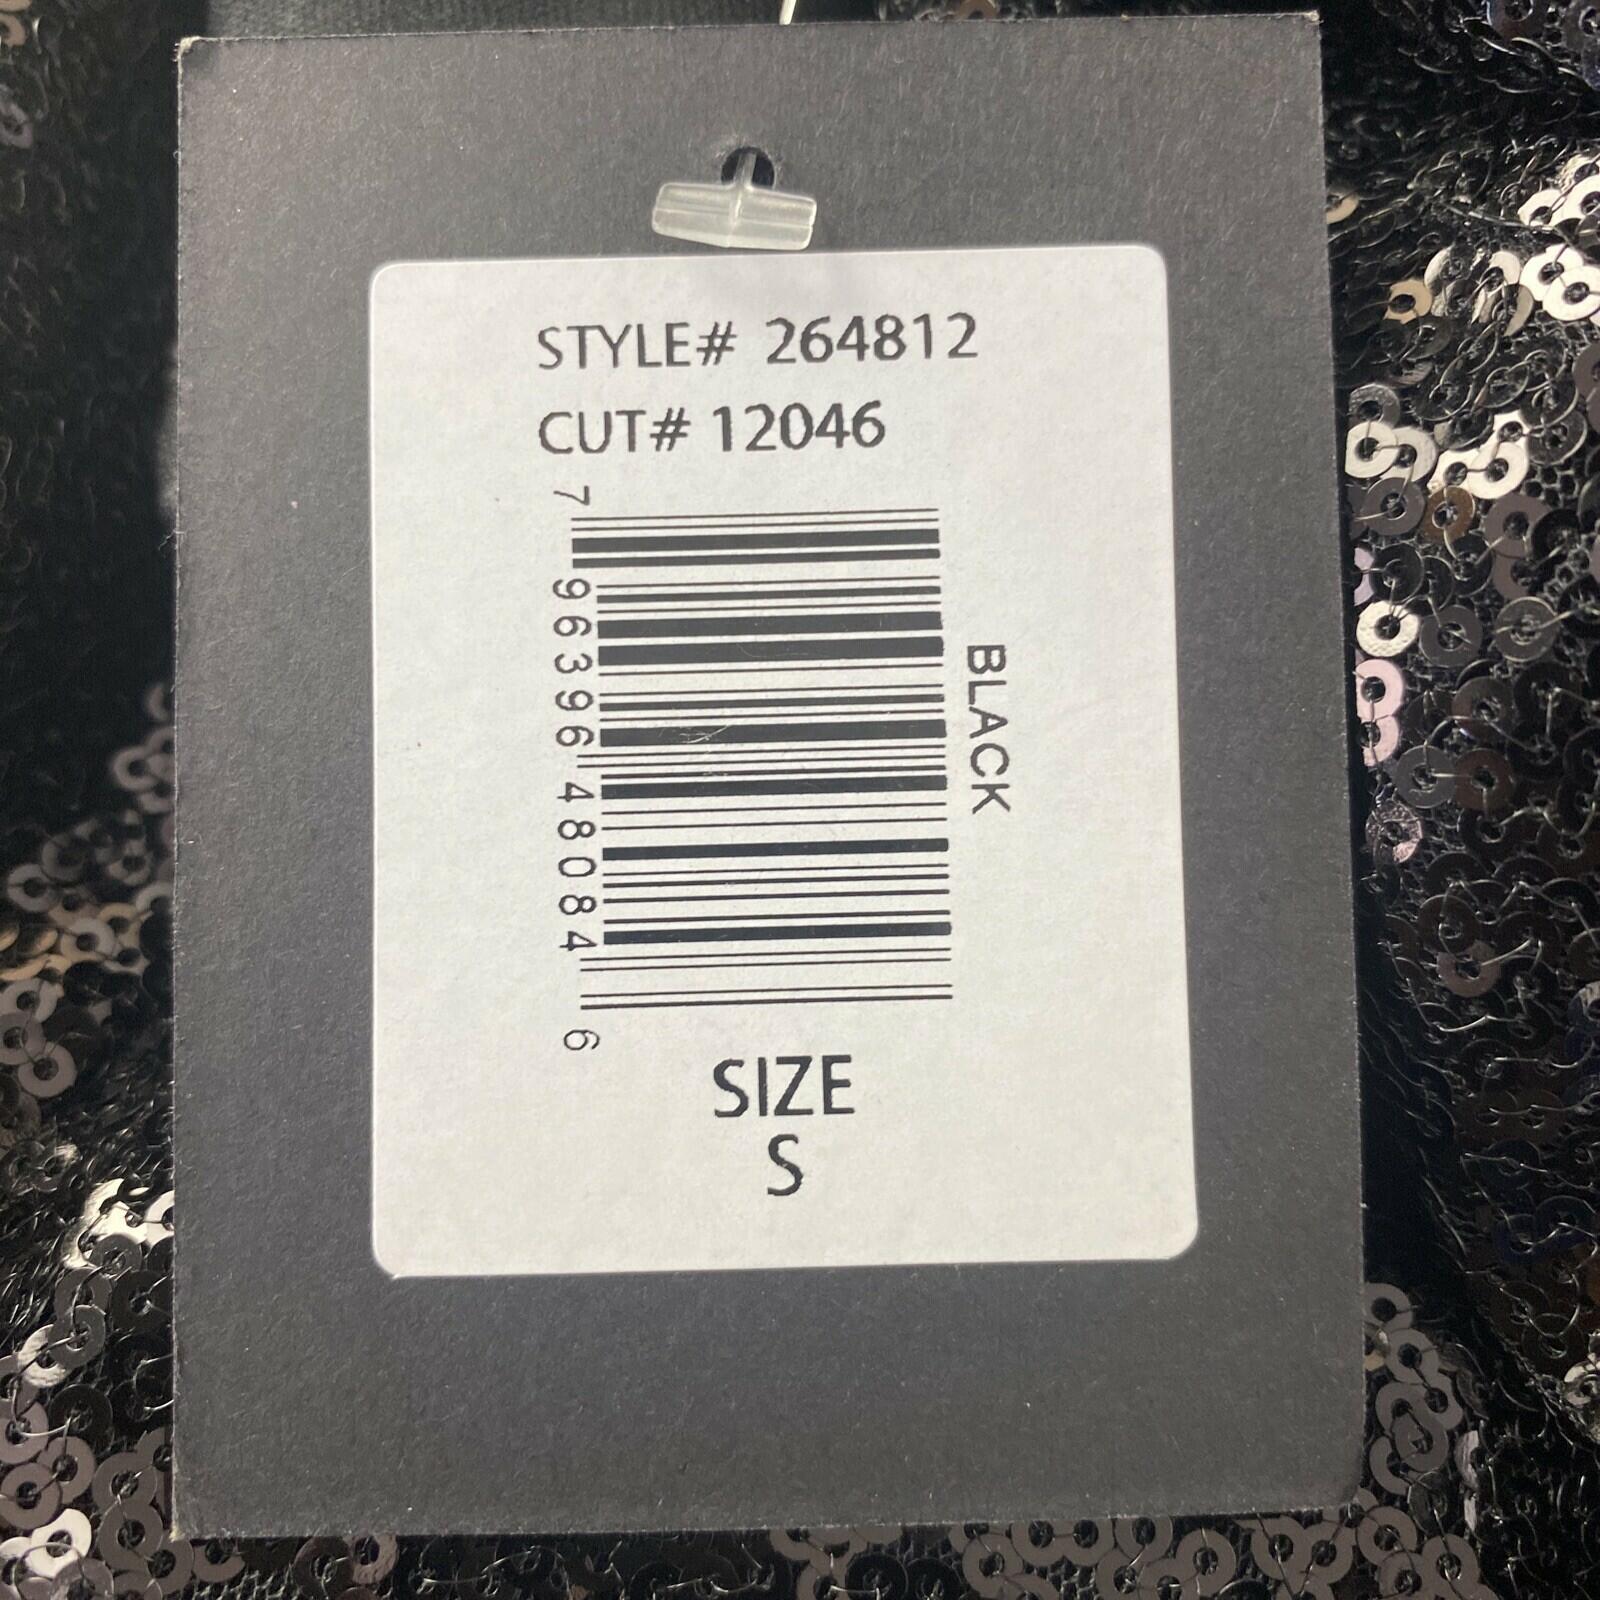 STYLE# 264812
CUT# 12046
7 96396 48084 6
BLACK
SIZE
S